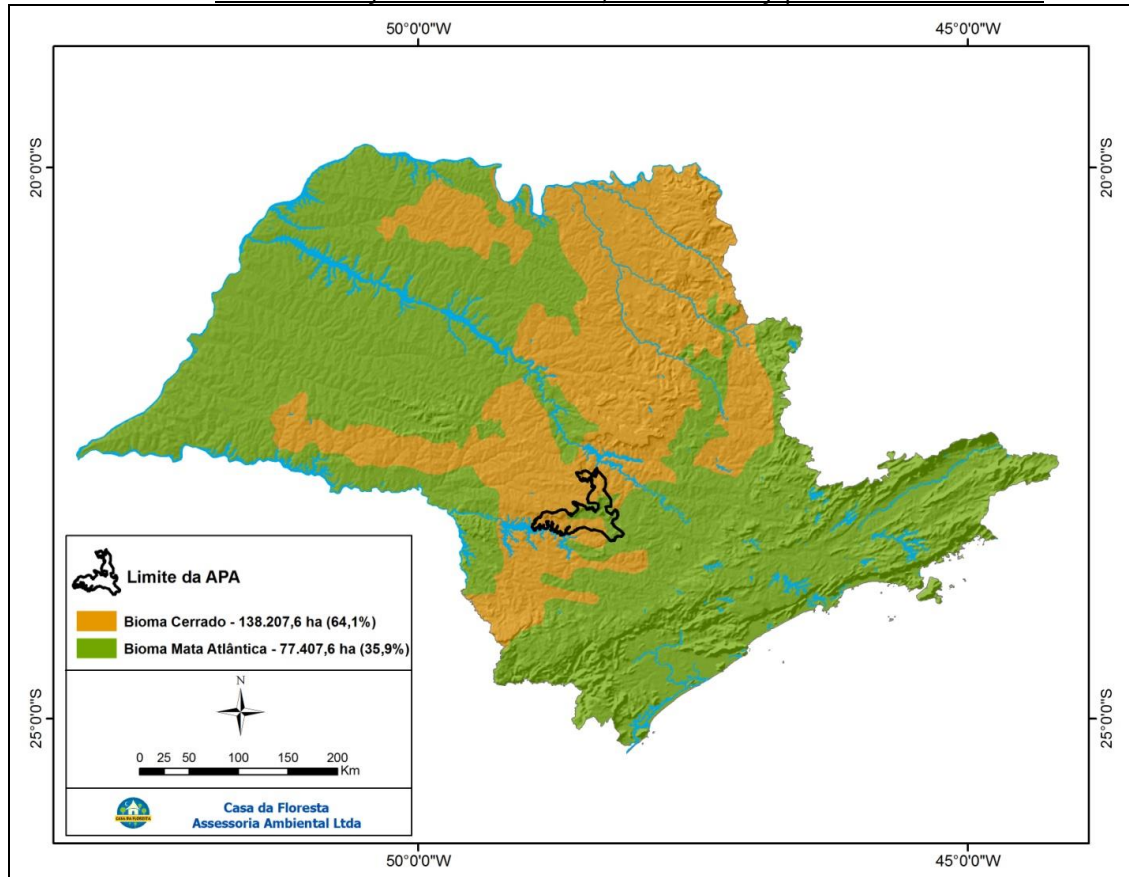 50°0'0"W
45°0'0"W
20°0'0"S
20°0'0"S
25°0'0"S
25°0'0"S
Limite da APA
Bioma Cerrado - 138.207,6 ha (64,1%)
Bioma Mata Atlântica - 77.407,6 ha (35,9%)
N
0 25 50 100 150 200
Km
CASA DA FLORESTA
Casa da Floresta
Assessoria Ambiental Ltda
50°0'0"W
45°0'0"W